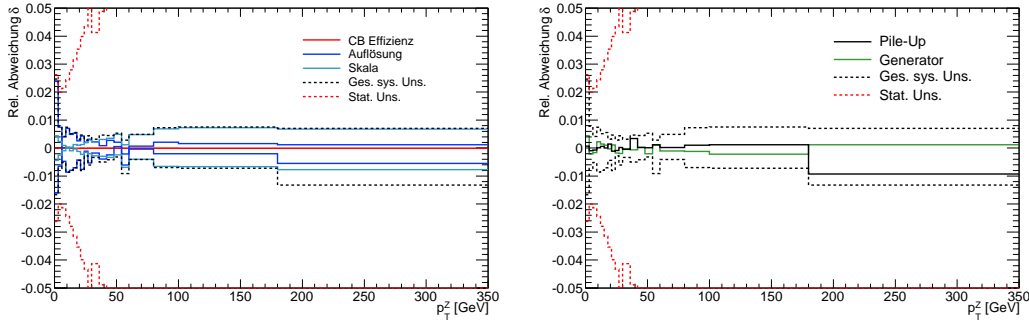 Rel. Abweichung δ
0.05
0.04
0.03
0.02
0.01
0
-0.01
-0.02
-0.03
-0.04
-0.05
CB Effizienz
Auflösung
Skala
Ges. sys. Uns.
Stat. Uns.
0 50 100 150 200 250 300 350
p_T^Z [GeV]
Rel. Abweichung δ
0.05
0.04
0.03
0.02
0.01
0
-0.01
-0.02
-0.03
-0.04
-0.05
Pile-Up
Generator
Ges. sys. Uns.
Stat. Uns.
0 50 100 150 200 250 300 350
p_T^Z [GeV]